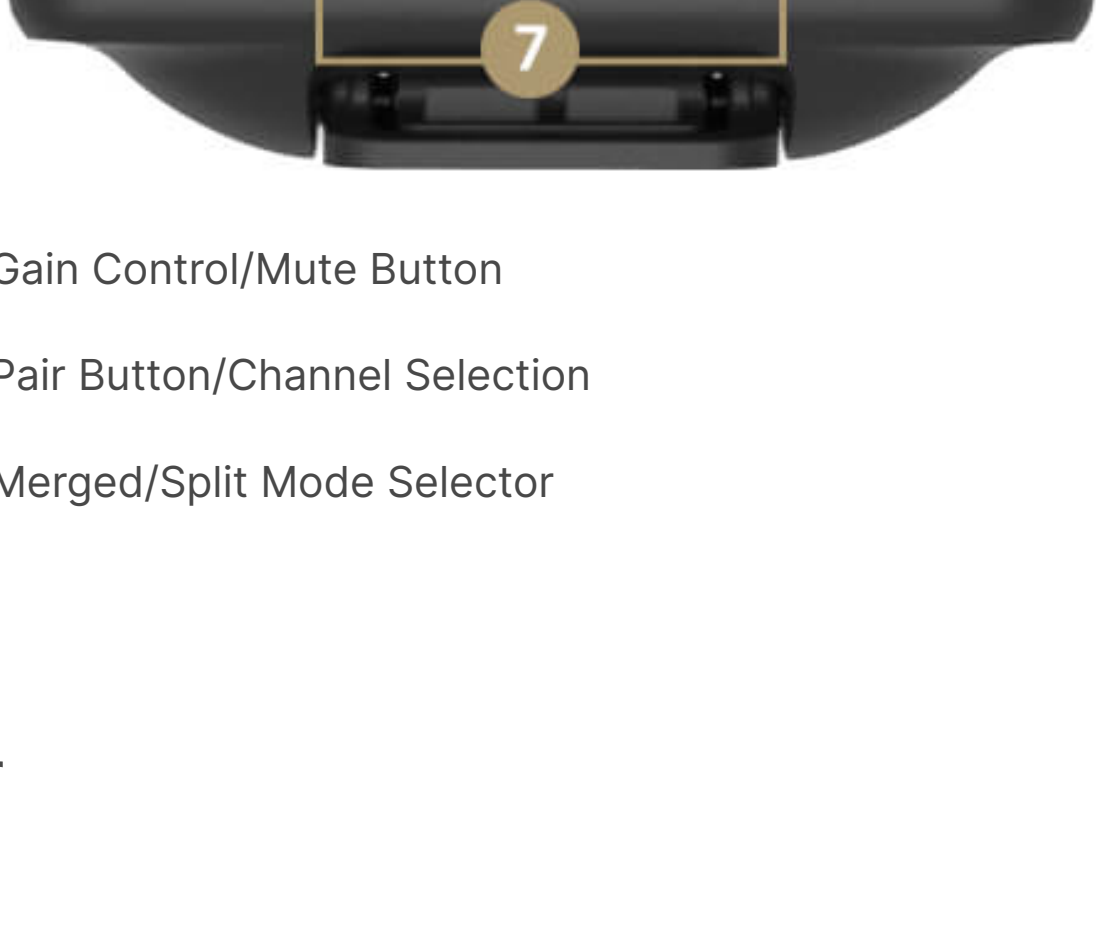 7
Gain Control/Mute Button
Pair Button/Channel Selection
Merged/Split Mode Selector
.